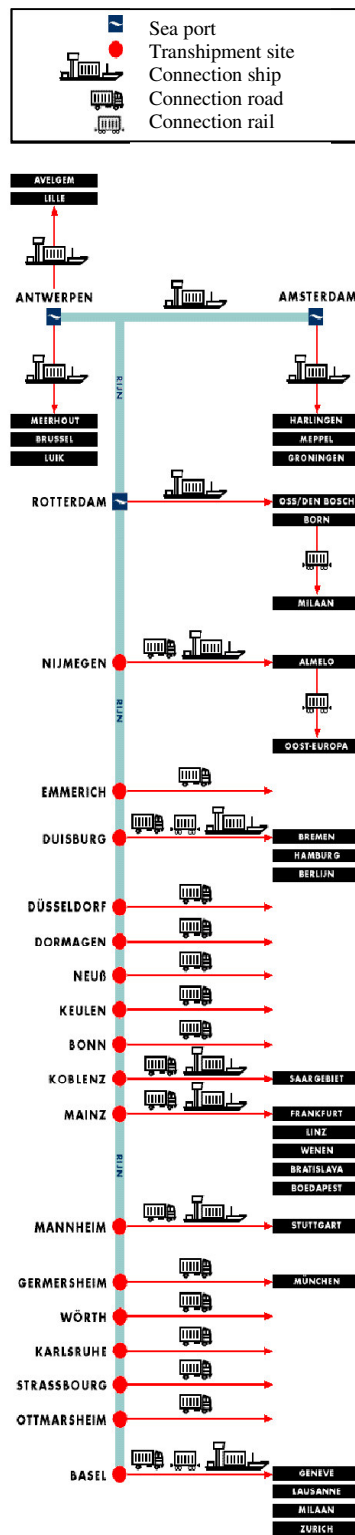 Sea port
Transhipment site
Connection ship
Connection road
Connection rail
AVELGEM
LILLE
ANTWERPEN
AMSTERDAM
RIJN
MEERHOUT
BRUSSEL
LUIK
HARLINGEN
MEPPEL
GRONINGEN
ROTTERDAM
OSS/DEN BOSCH
BORN
MILAAN
NIJMEGEN
ALMELO
RIJN
OOST-EUROPA
EMMERICH
DUISBURG
BREMEN
HAMBURG
BERLIJN
DÜSSELDORF
DORMAGEN
NEUß
KEULEN
BONN
KOBLENZ
SAARGEBIET
MAINZ
FRANKFURT
LINZ
WENEN
RIJN
BRATISLAVA
BOEDAPEST
MANNHEIM
STUTTGART
GERMERSHEIM
MÜNCHEN
WÖRTH
KARLSRUHE
STRASSBOURG
OTTMARSHEIM
BASEL
GENEVE
LAUSANNE
MILAAN
ZURICH